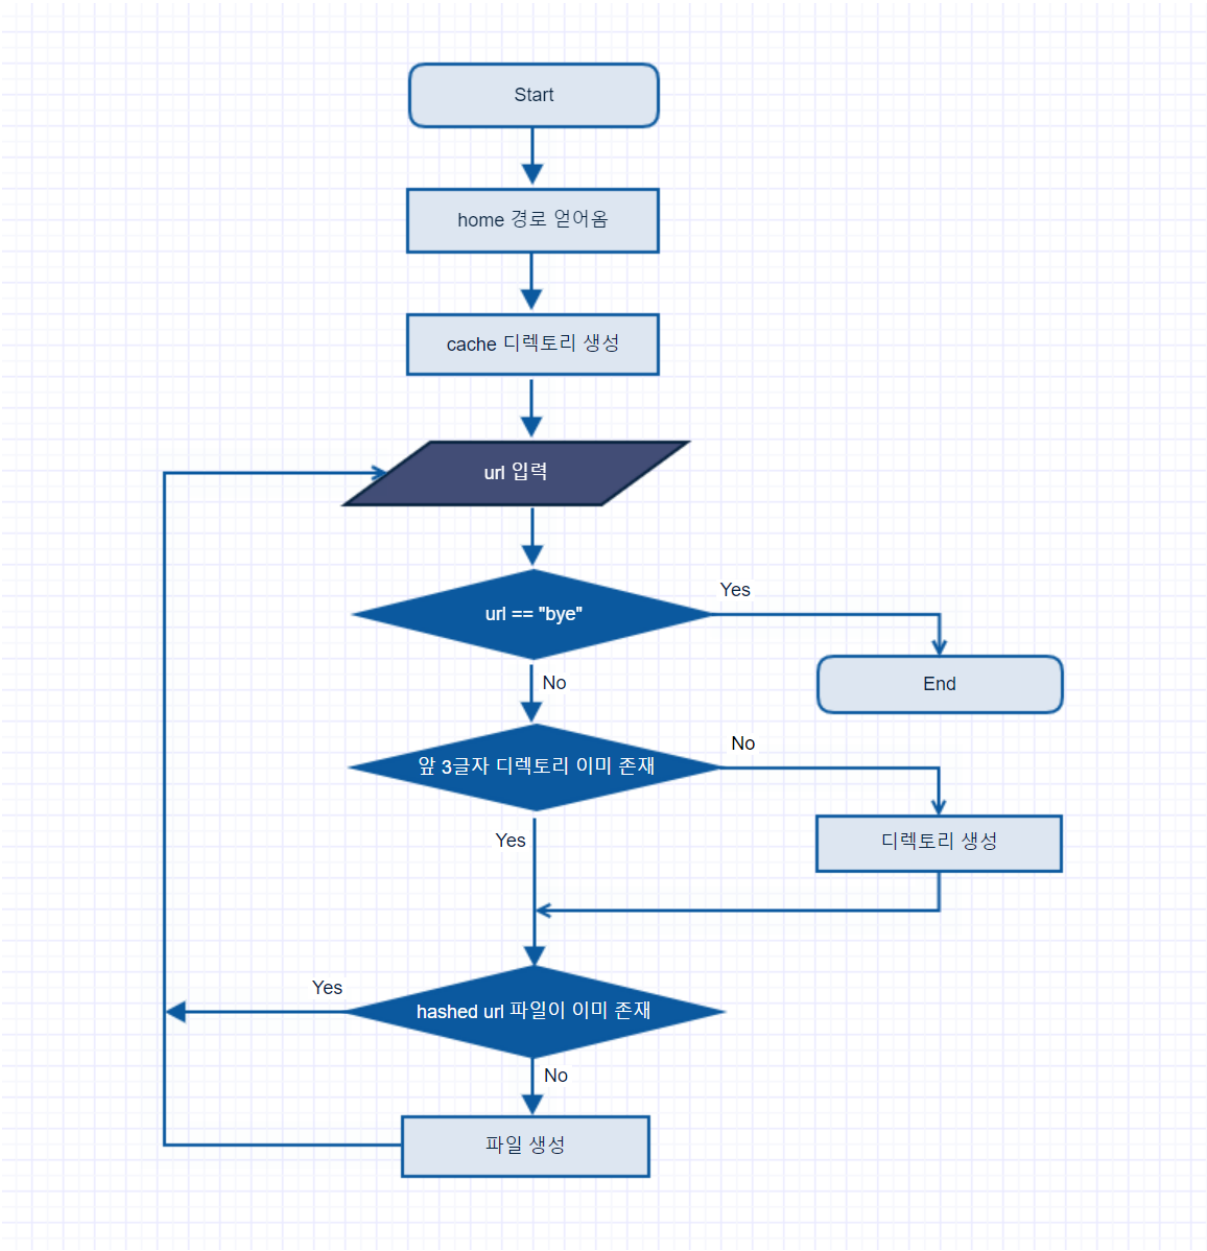 Start
home 경로 얻어옴
cache 디렉토리 생성
url 입력
url == "bye"
Yes
End
No
앞 3글자 디렉토리 이미 존재
No
디렉토리 생성
Yes
hashed url 파일이 이미 존재
Yes
No
파일 생성